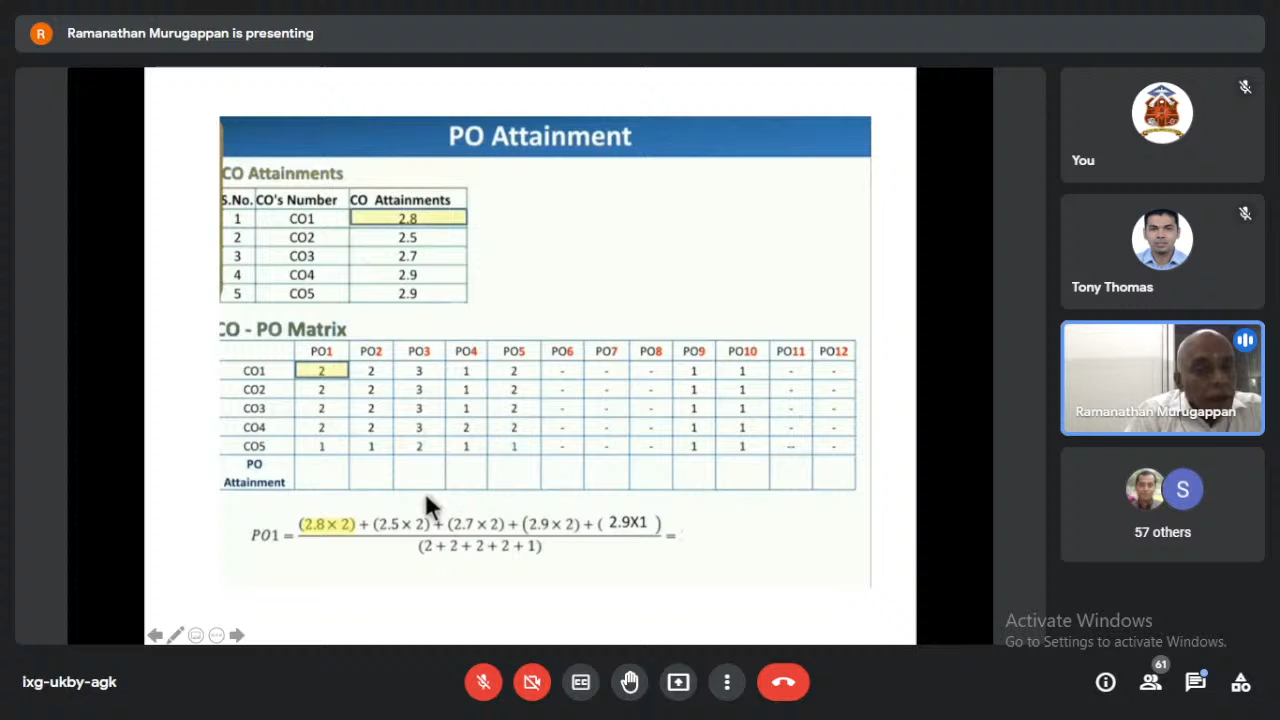 R Ramanathan Murugappan is presenting
PO Attainment
CO Attainments
S.No. CO's Number CO Attainments
1 CO1 2.8
2 CO2 2.5
3 CO3 2.7
4 CO4 2.9
5 CO5 2.9
CO - PO Matrix
PO1 PO2 PO3 PO4 PO5 PO6 PO7 PO8 PO9 PO10 PO11 PO12
CO1 2 2 3 1 2 - - - 1 1 - -
CO2 2 2 3 1 2 - - - 1 1 - -
CO3 2 2 3 1 2 - - - 1 1 - -
CO4 2 2 3 2 2 - - - 1 1 - -
CO5 1 1 2 1 1 - - - 1 1 -- -
PO
Attainment
(2.8 × 2) + (2.5 × 2) + (2.7 × 2) + (2.9 × 2) + ( 2.9X1 )
PO1 = =
(2 + 2 + 2 + 2 + 1)
You
Tony Thomas
Ramanathan Murugappan
S
57 others
Activate Windows
Go to Settings to activate Windows.
ixg-ukby-agk
CC
61